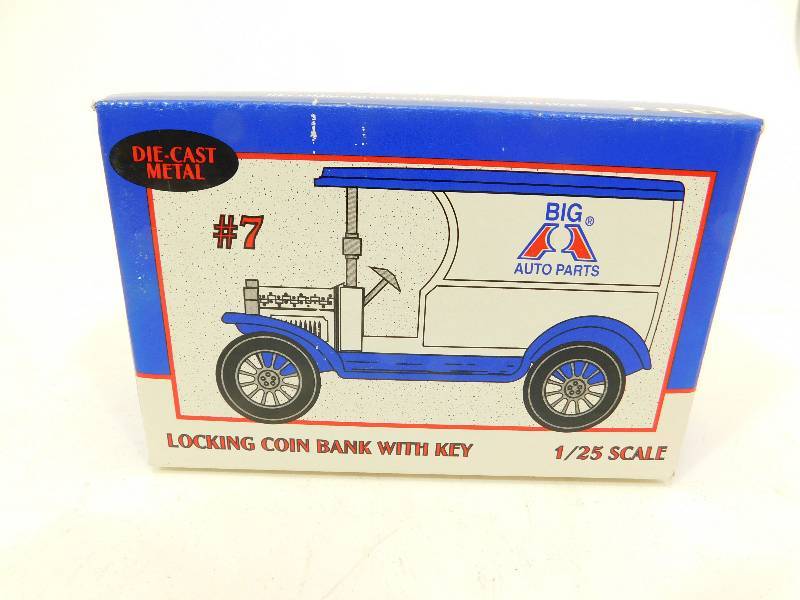 DIE-CAST
METAL
#7
BIG
®
AUTO PARTS
LOCKING COIN BANK WITH KEY
1/25 SCALE